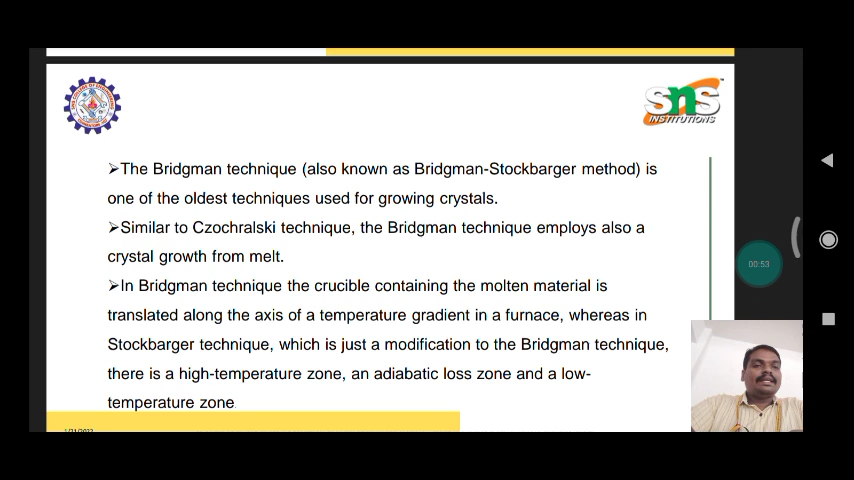 sns
INSTITUTIONS
➢The Bridgman technique (also known as Bridgman-Stockbarger method) is
one of the oldest techniques used for growing crystals.
➢Similar to Czochralski technique, the Bridgman technique employs also a
crystal growth from melt.
➢In Bridgman technique the crucible containing the molten material is
translated along the axis of a temperature gradient in a furnace, whereas in
Stockbarger technique, which is just a modification to the Bridgman technique,
there is a high-temperature zone, an adiabatic loss zone and a low-
temperature zone.
00:53